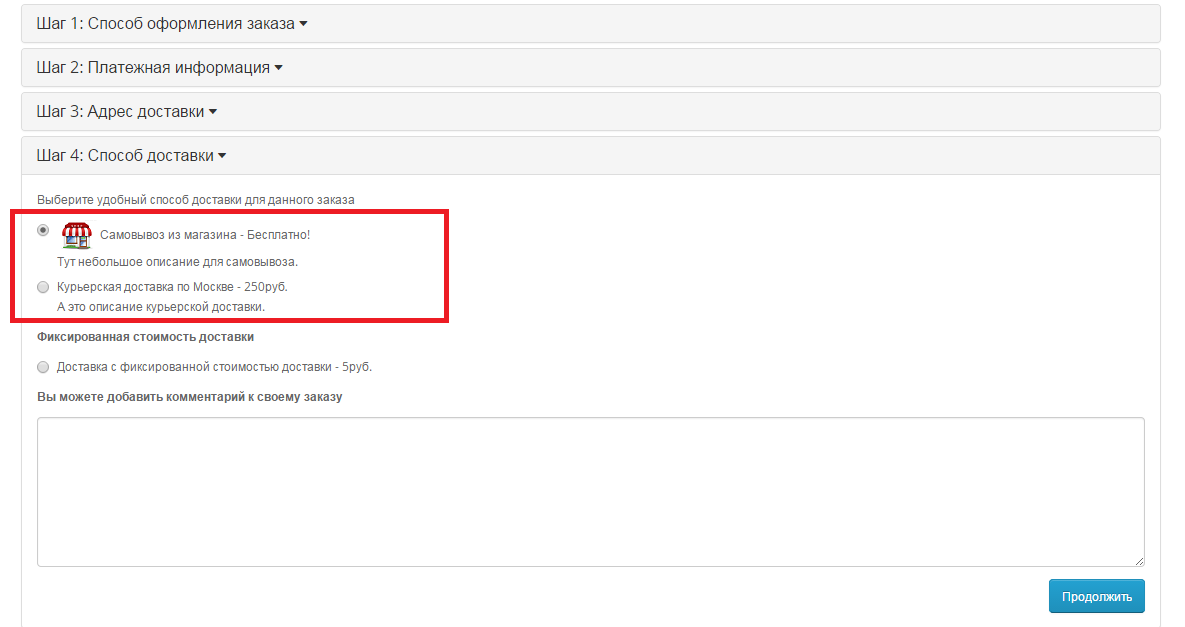 Шаг 1: Способ оформления заказа
Шаг 2: Платежная информация
Шаг 3: Адрес доставки
Шаг 4: Способ доставки
Выберите удобный способ доставки для данного заказа
Самовывоз из магазина - Бесплатно!
Тут небольшое описание для самовывоза.
Курьерская доставка по Москве - 250руб.
А это описание курьерской доставки.
Фиксированная стоимость доставки
Доставка с фиксированной стоимостью доставки - 5руб.
Вы можете добавить комментарий к своему заказу
Продолжить